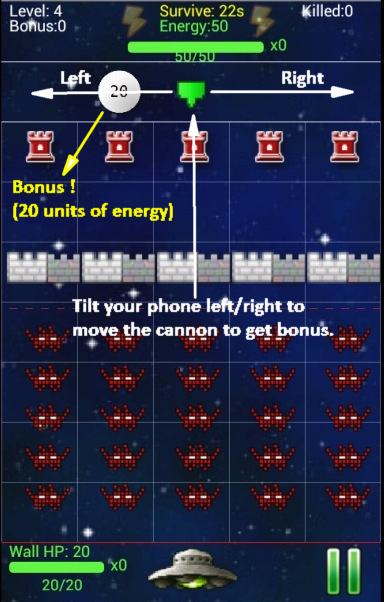 Level: 4
Survive: 22s
Killed:0
Bonus:0
Energy:50
x0
50/50
Left
20
Right
Bonus !
(20 units of energy)
Tilt your phone left/right to
move the cannon to get bonus.
Wall HP: 20
x0
20/20